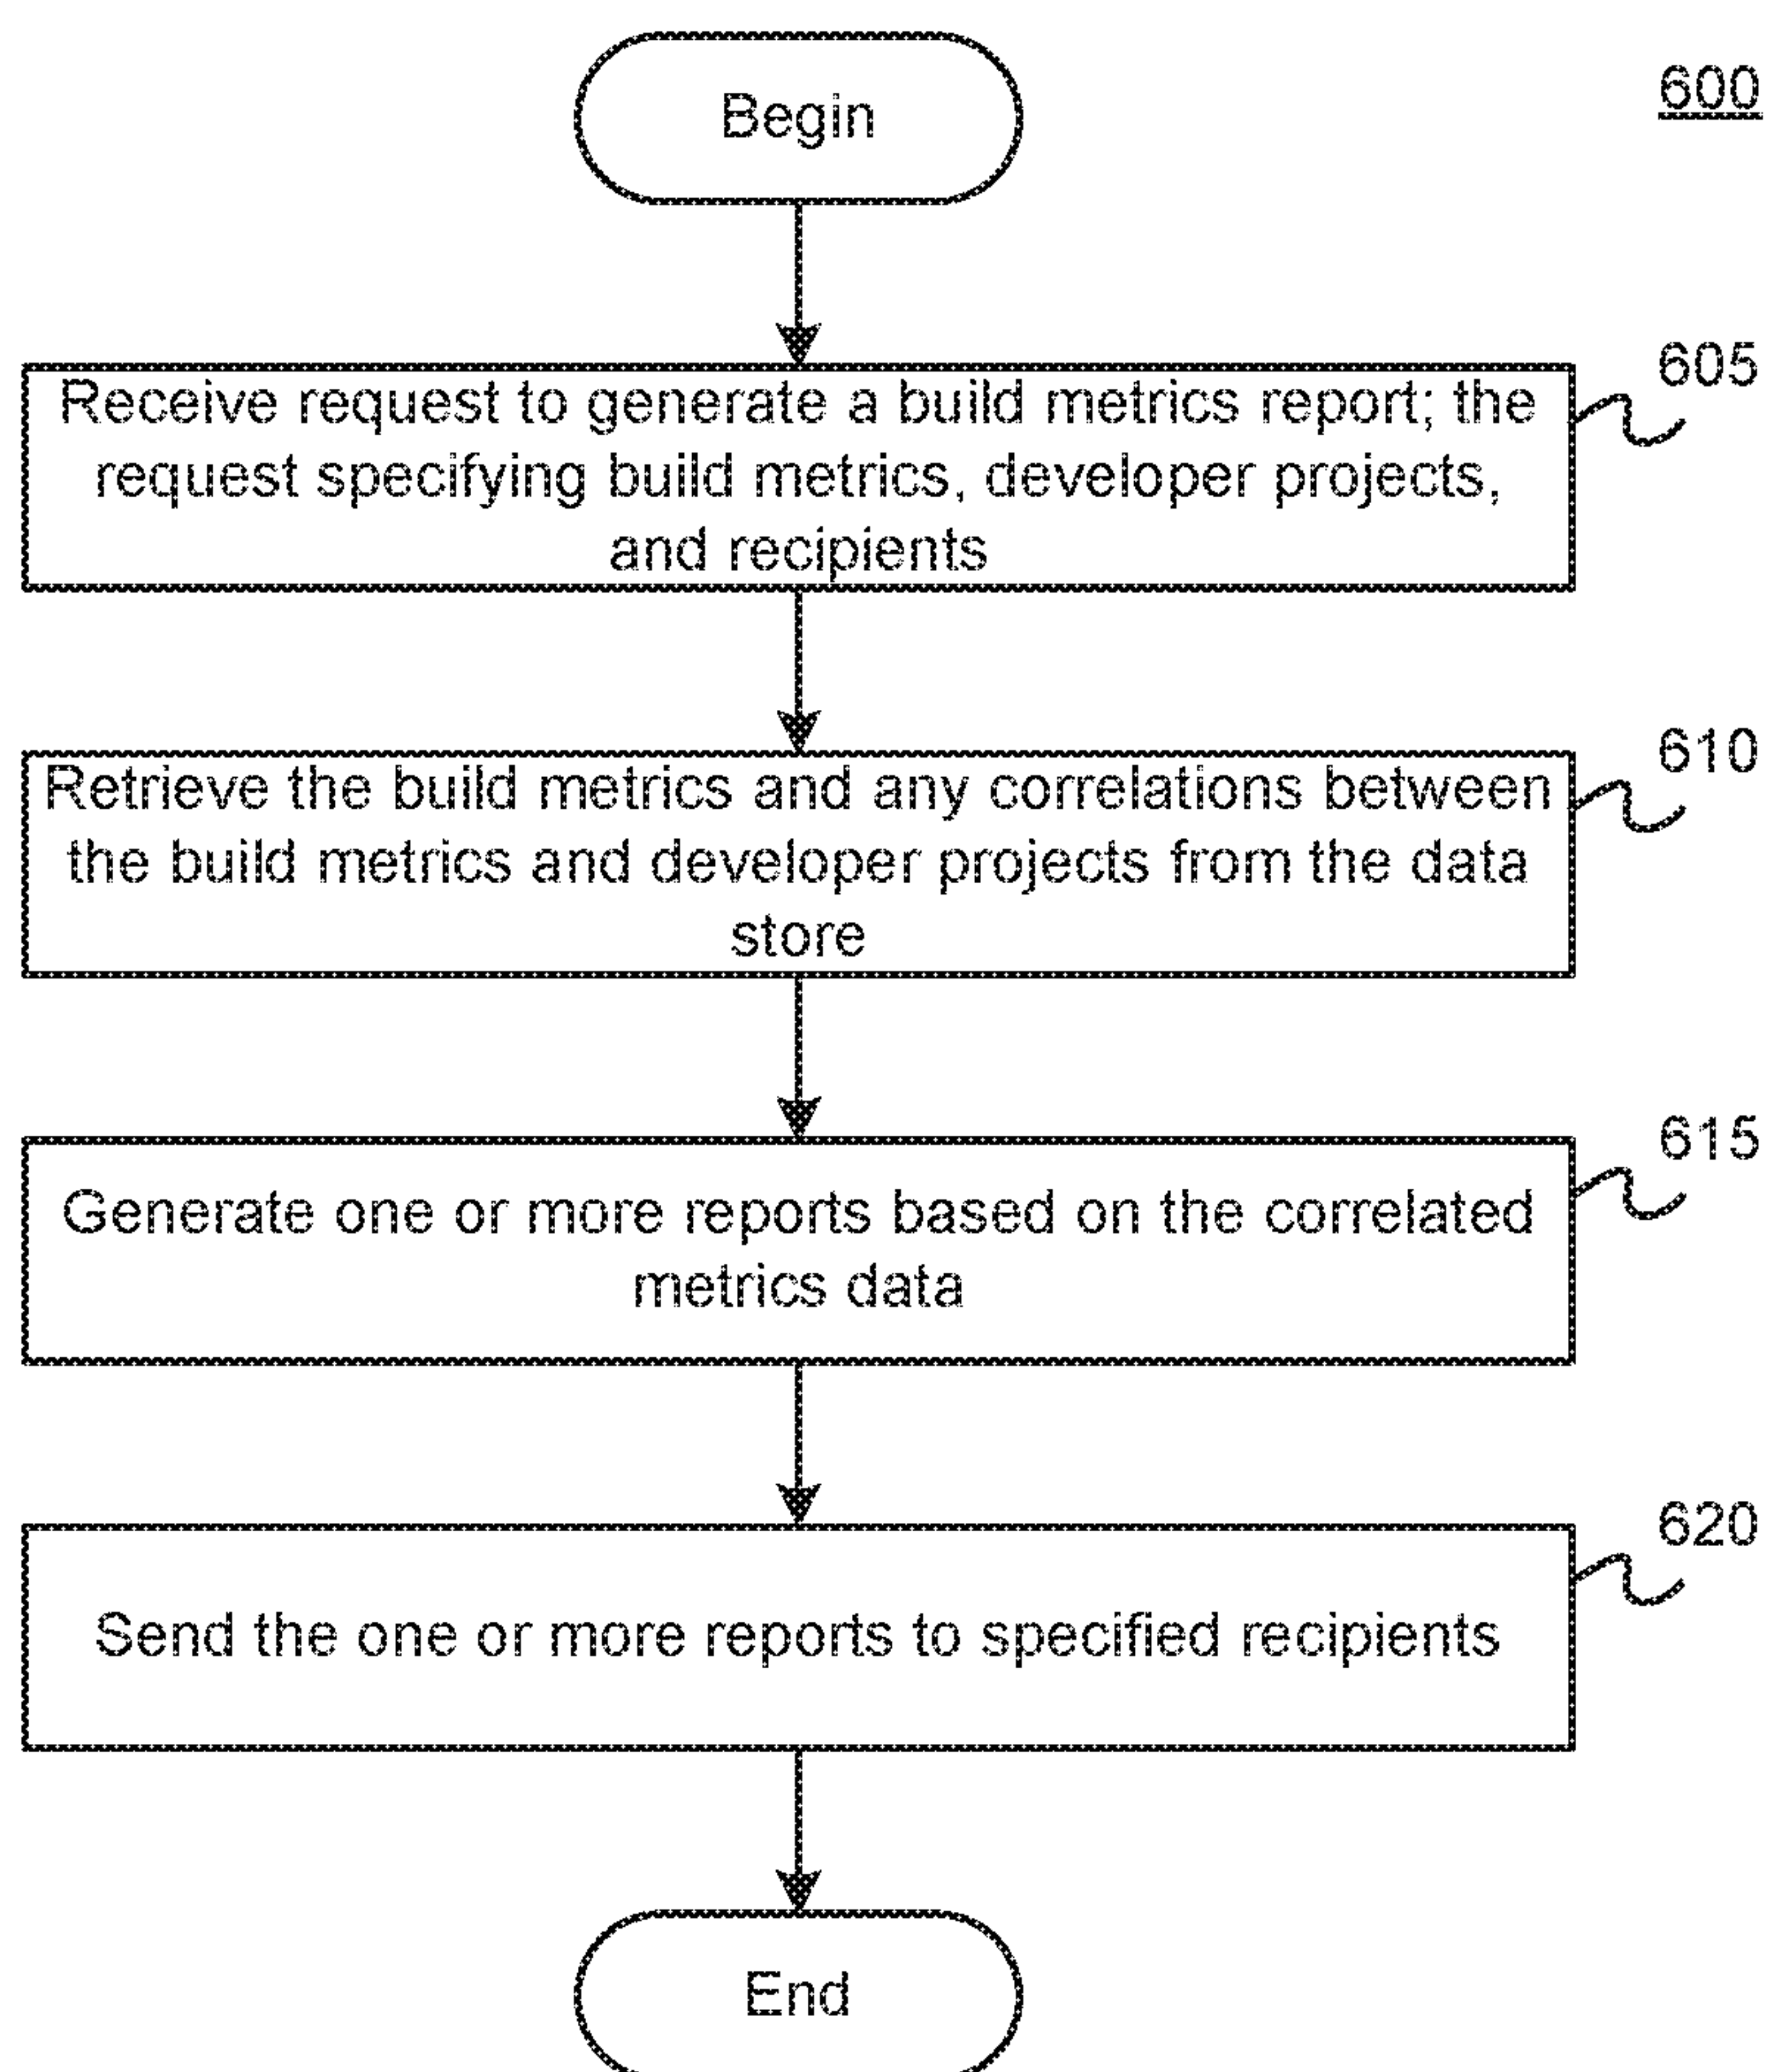 Begin
600
605
Receive request to generate a build metrics report; the
request specifying build metrics, developer projects,
and recipients
610
Retrieve the build metrics and any correlations between
the build metrics and developer projects from the data
store
615
Generate one or more reports based on the correlated
metrics data
620
Send the one or more reports to specified recipients
End